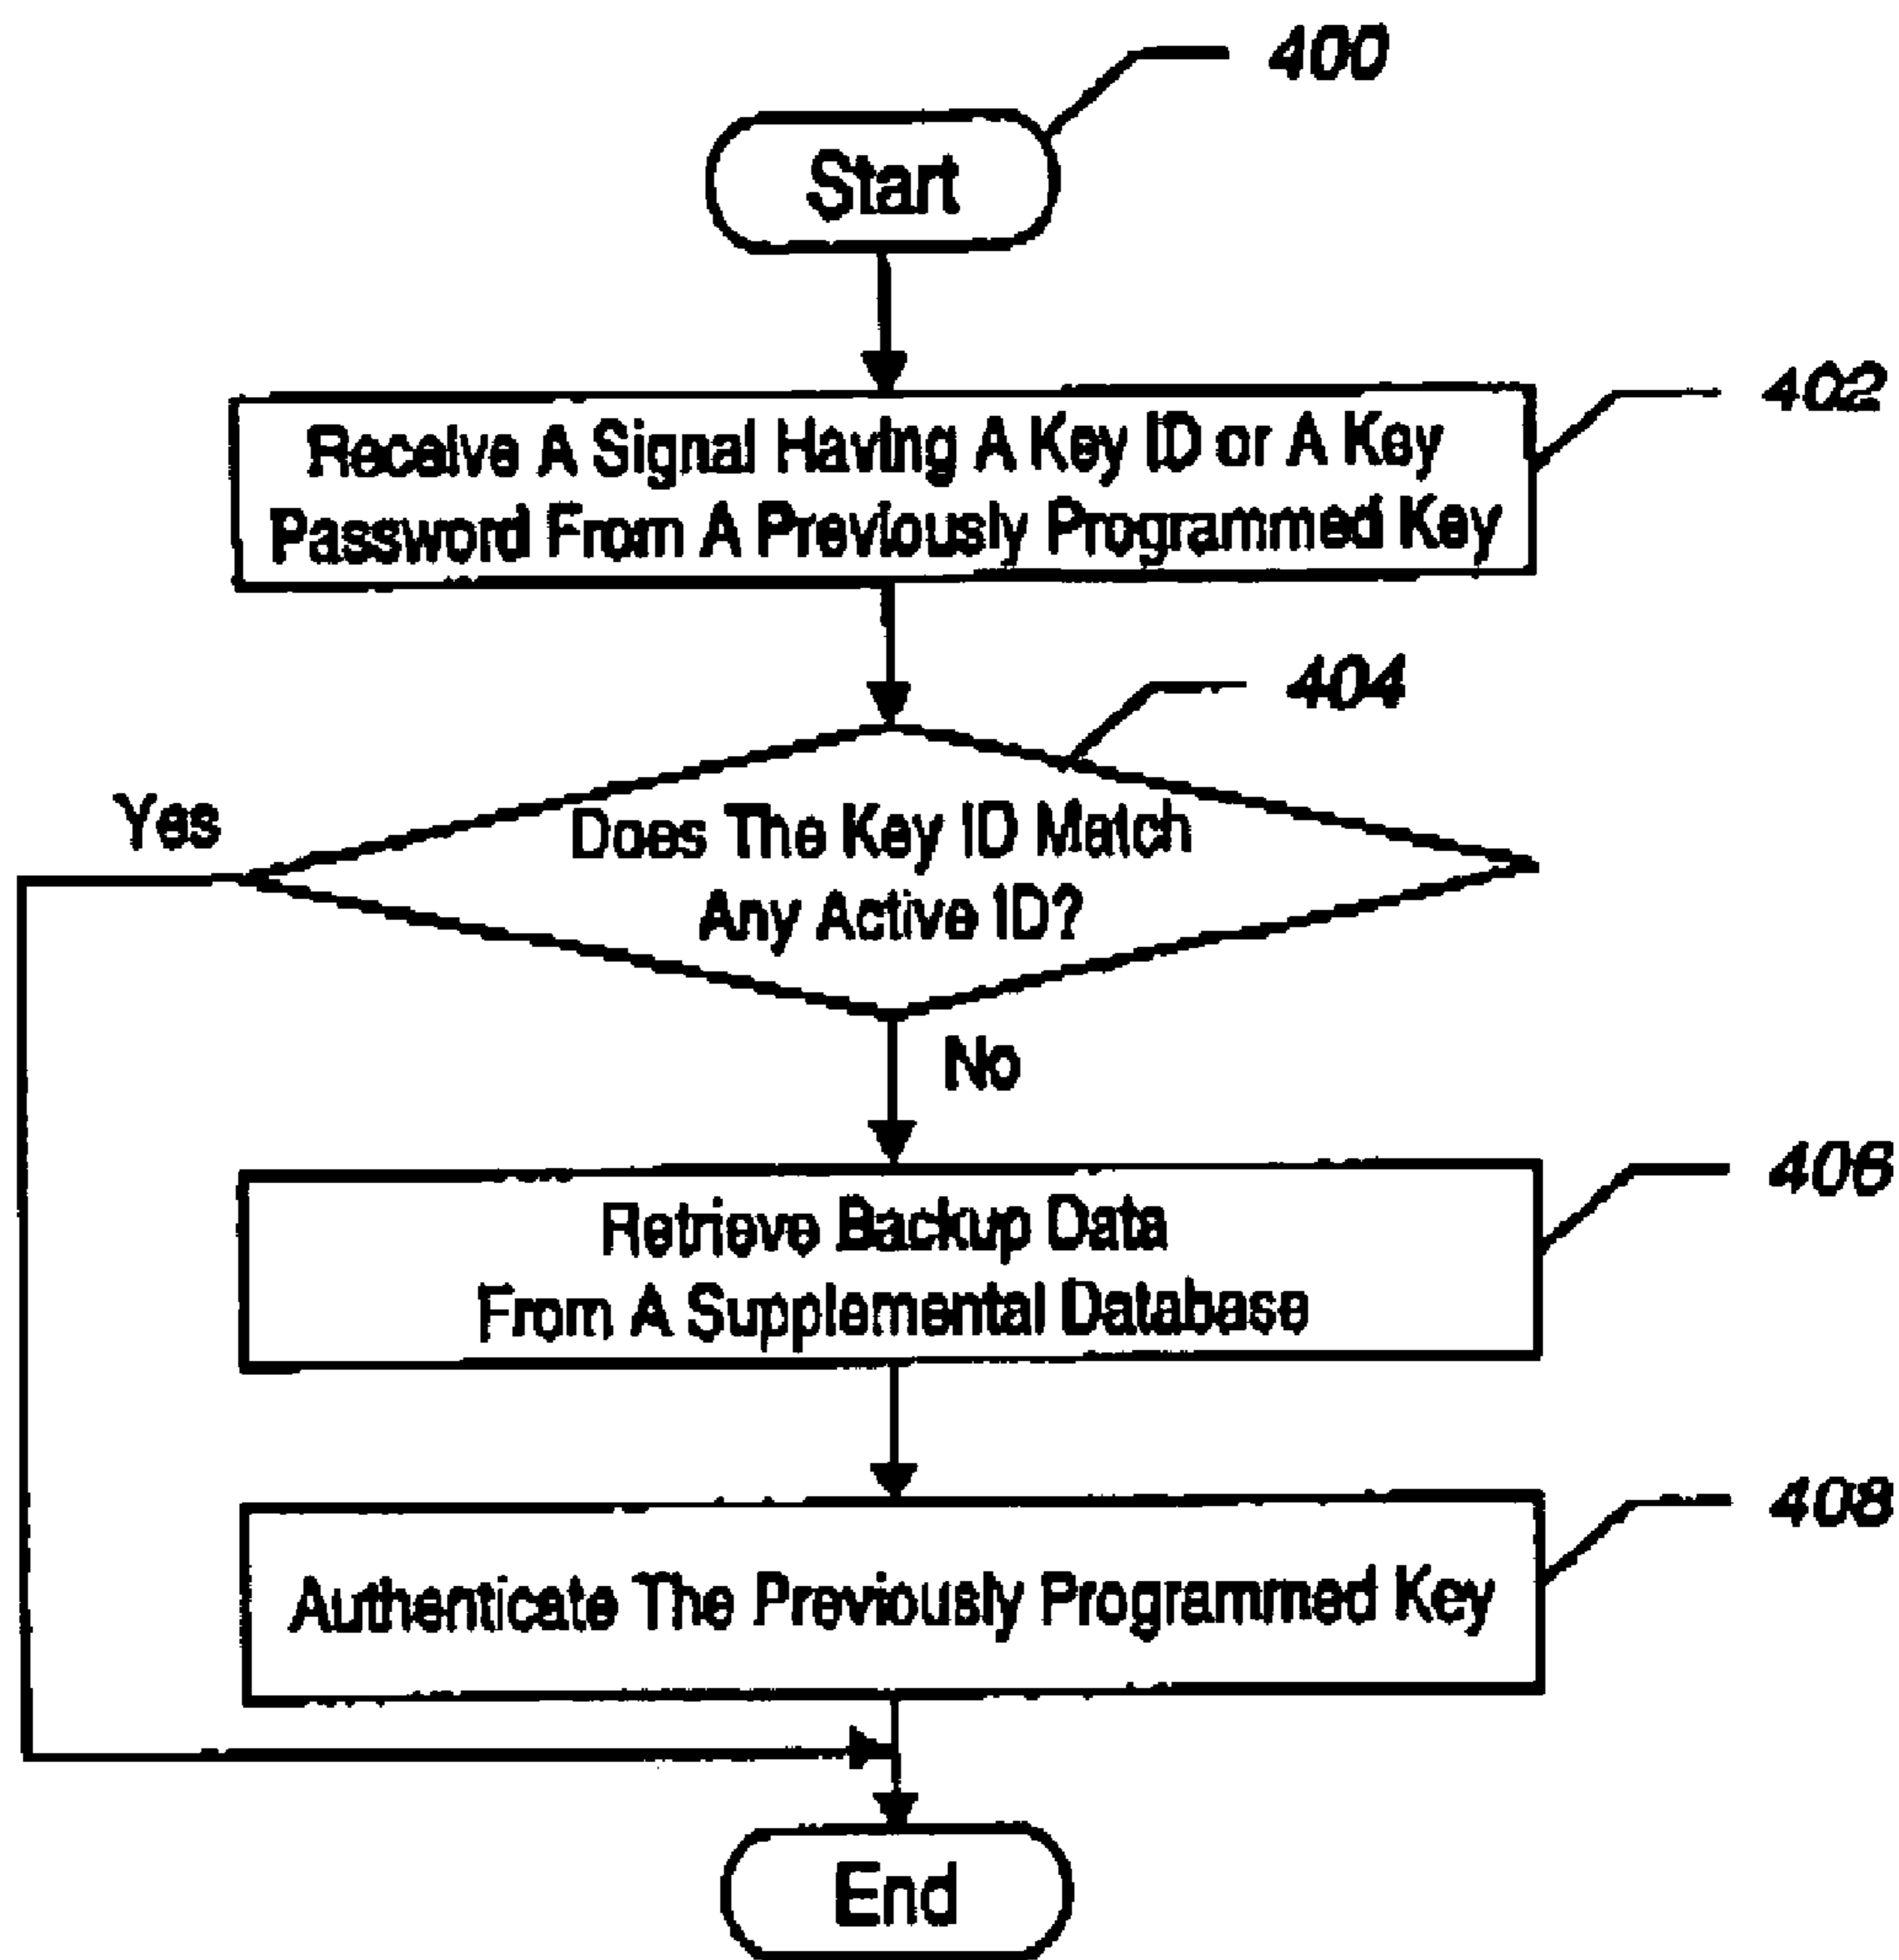 400
Start
402
Receive A Signal Having A Key ID or A Key
Password From A Previously Programmed Key
404
Yes
Does The Key ID Match
Any Active ID?
No
406
Retrieve Backup Data
From A Supplemental Database
408
Authenticate The Previously Programmed Key
End